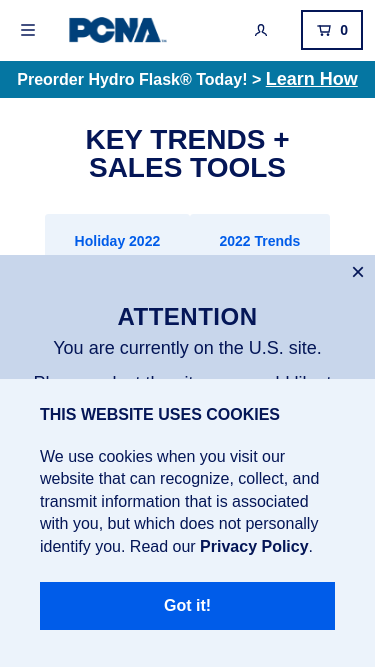 PCNA
0
Preorder Hydro Flask® Today! > Learn How
KEY TRENDS +
SALES TOOLS
Holiday 2022
2022 Trends
×
ATTENTION
You are currently on the U.S. site.
THIS WEBSITE USES COOKIES
We use cookies when you visit our
website that can recognize, collect, and
transmit information that is associated
with you, but which does not personally
identify you. Read our Privacy Policy.
Got it!